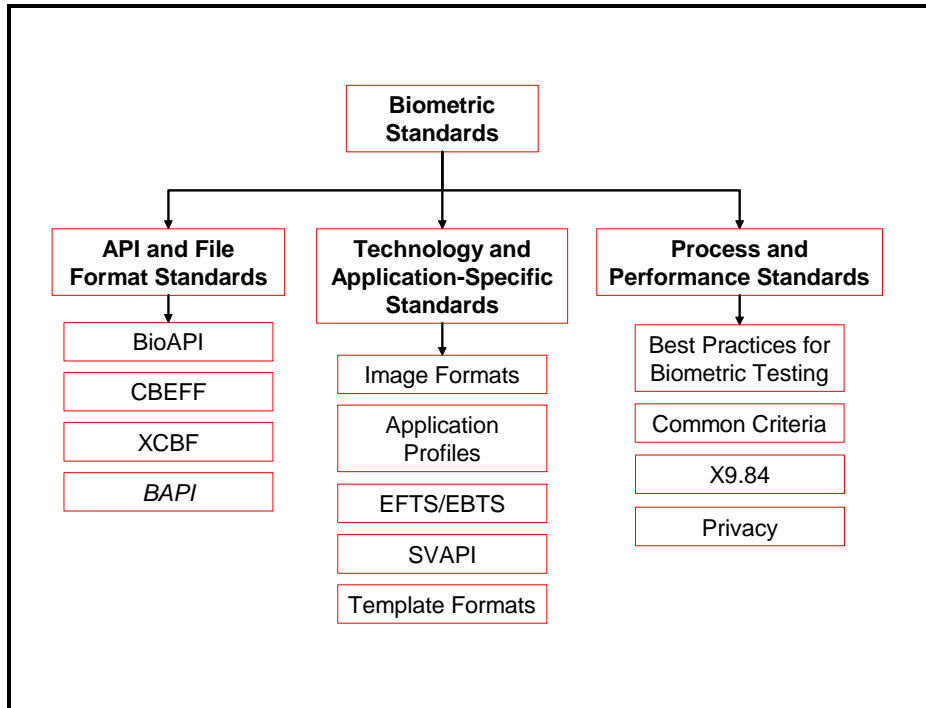 Biometric
Standards
API and File
Format Standards
BioAPI
CBEFF
XCBF
BAPI
Technology and
Application-Specific
Standards
Image Formats
Application
Profiles
EFTS/EBTS
SVAPI
Template Formats
Process and
Performance Standards
Best Practices for
Biometric Testing
Common Criteria
X9.84
Privacy